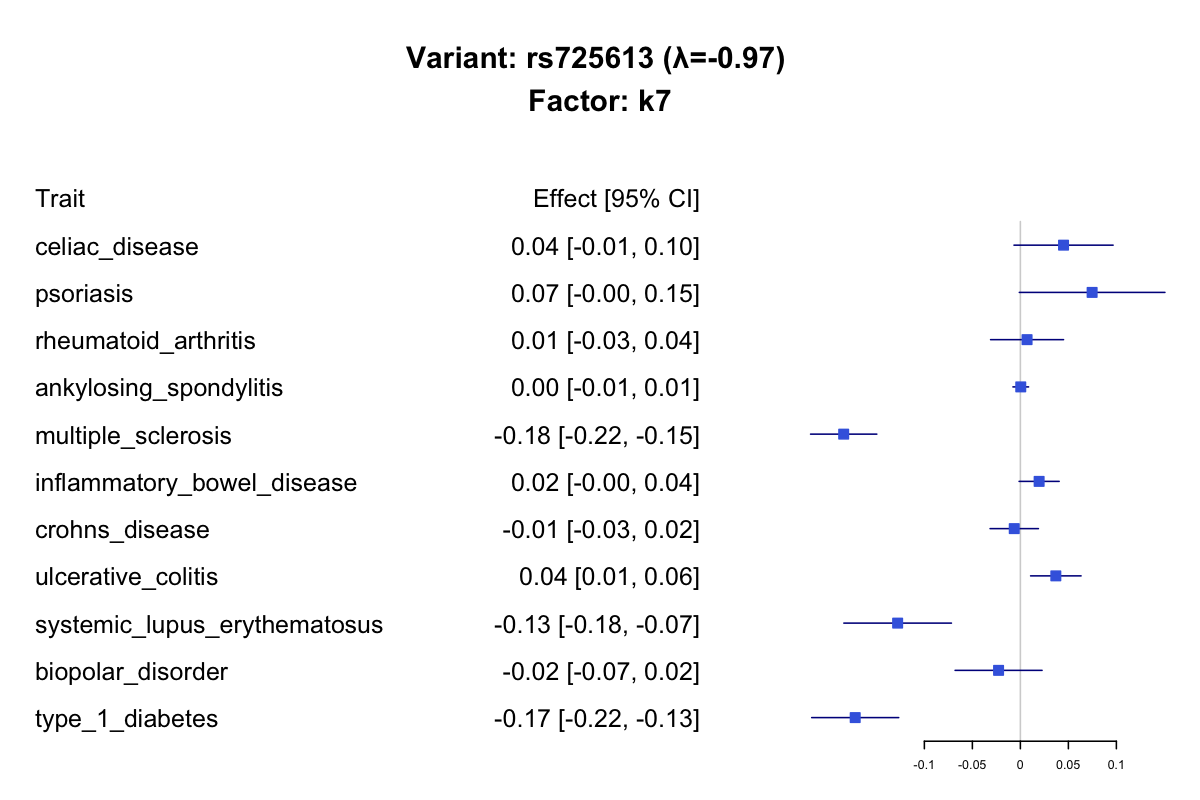 Variant: rs725613 (λ=-0.97)
Factor: k7
Trait Effect [95% CI]
celiac_disease 0.04 [-0.01, 0.10]
psoriasis 0.07 [-0.00, 0.15]
rheumatoid_arthritis 0.01 [-0.03, 0.04]
ankylosing_spondylitis 0.00 [-0.01, 0.01]
multiple_sclerosis -0.18 [-0.22, -0.15]
inflammatory_bowel_disease 0.02 [-0.00, 0.04]
crohns_disease -0.01 [-0.03, 0.02]
ulcerative_colitis 0.04 [0.01, 0.06]
systemic_lupus_erythematosus -0.13 [-0.18, -0.07]
biopolar_disorder -0.02 [-0.07, 0.02]
type_1_diabetes -0.17 [-0.22, -0.13]
-0.1 -0.05 0 0.05 0.1